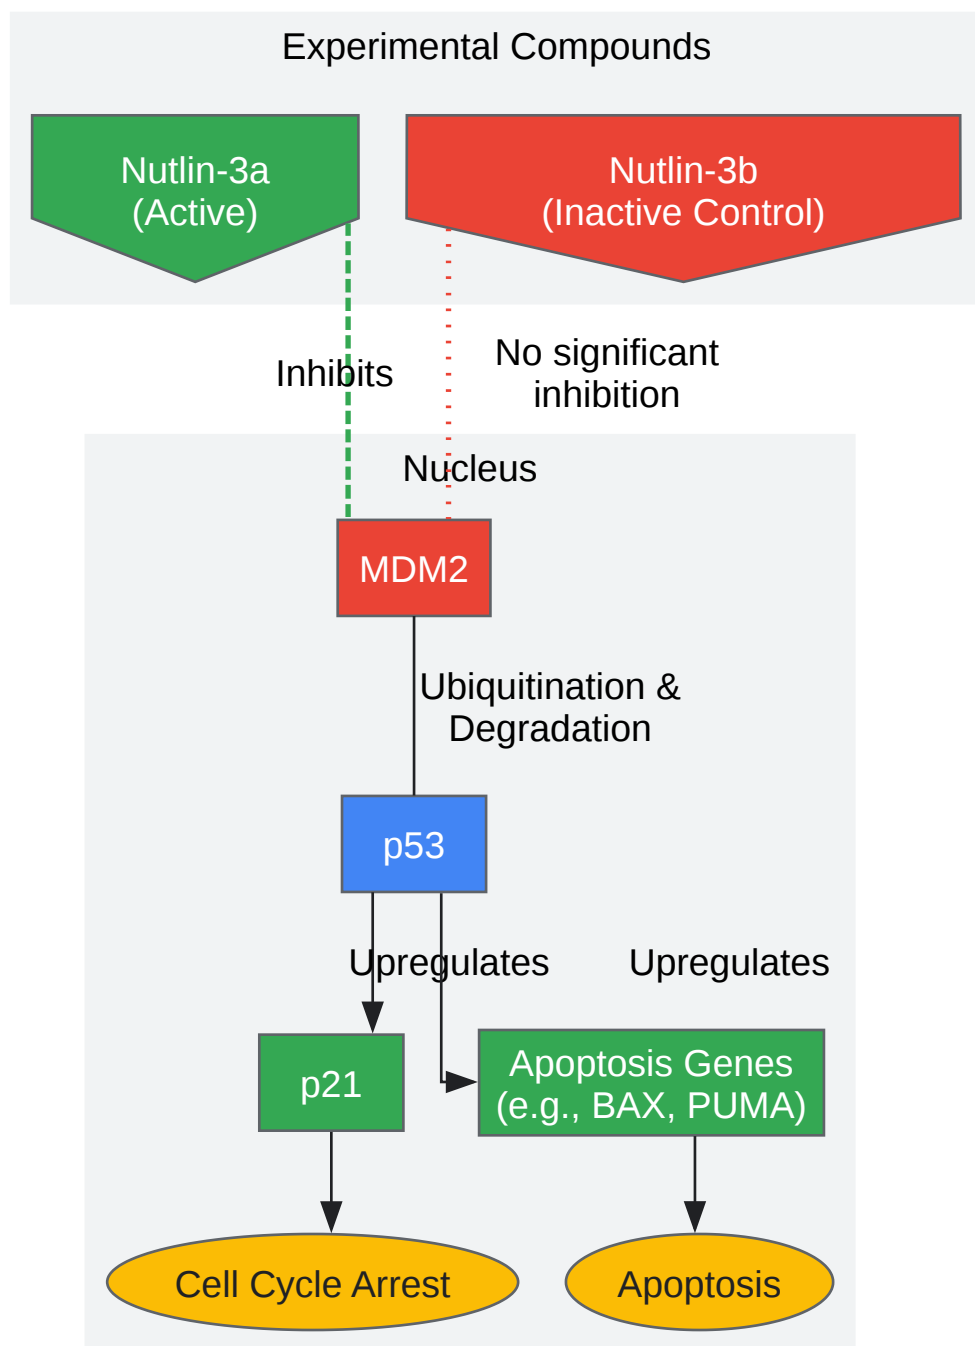 Experimental Compounds
Nutlin-3a
(Active)
Nutlin-3b
(Inactive Control)
Inhibits
No significant
inhibition
Nucleus
MDM2
Ubiquitination &
Degradation
p53
Upregulates
Upregulates
p21
Apoptosis Genes
(e.g., BAX, PUMA)
Cell Cycle Arrest
Apoptosis